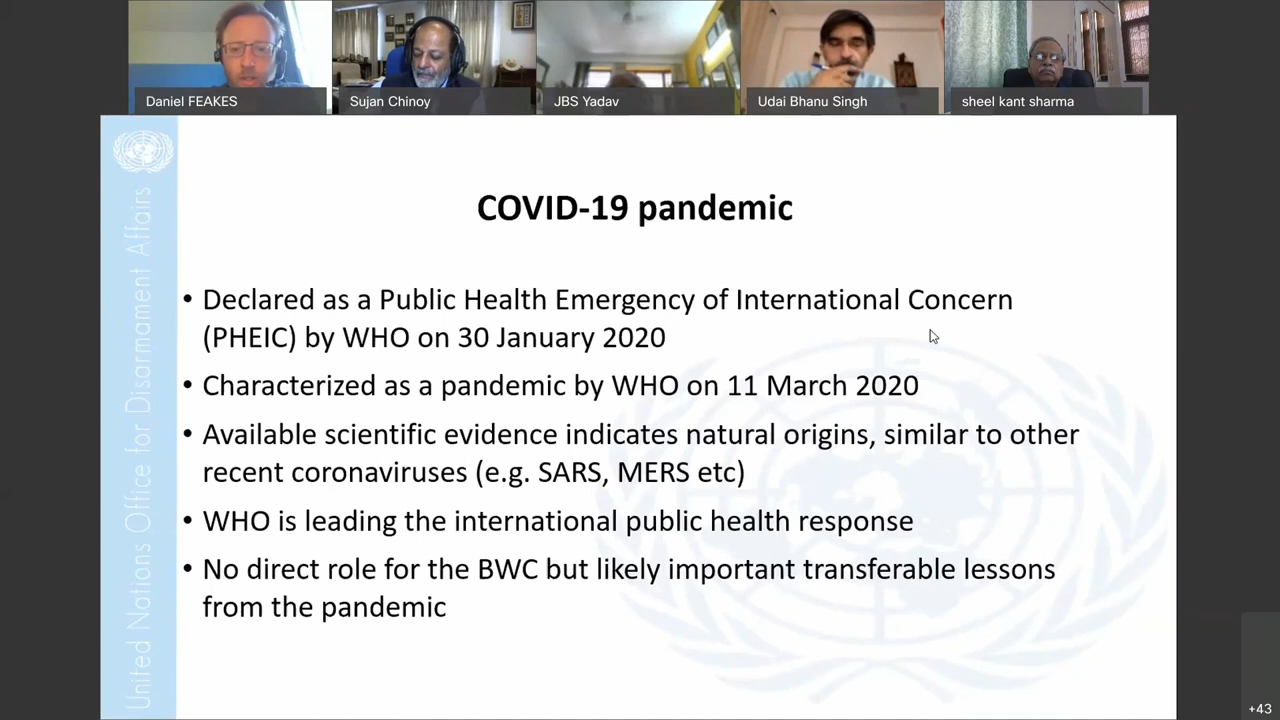 Daniel FEAKES
Sujan Chinoy
JBS Yadav
Udai Bhanu Singh
sheel kant sharma
United Nations Office for Disarmament Affairs
COVID-19 pandemic
• Declared as a Public Health Emergency of International Concern
(PHEIC) by WHO on 30 January 2020
• Characterized as a pandemic by WHO on 11 March 2020
• Available scientific evidence indicates natural origins, similar to other
recent coronaviruses (e.g. SARS, MERS etc)
• WHO is leading the international public health response
• No direct role for the BWC but likely important transferable lessons
from the pandemic
+43